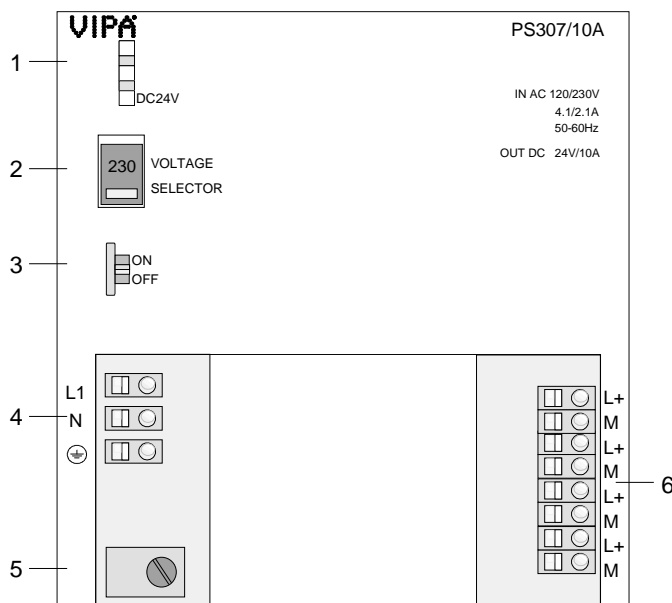 VIPA
PS307/10A
1
DC24V
IN AC 120/230V
4.1/2.1A
50-60Hz
OUT DC 24V/10A
2
230
VOLTAGE
SELECTOR
3
ON
OFF
L1
4
N
5
L+
M
L+
M
L+
M
L+
M
6